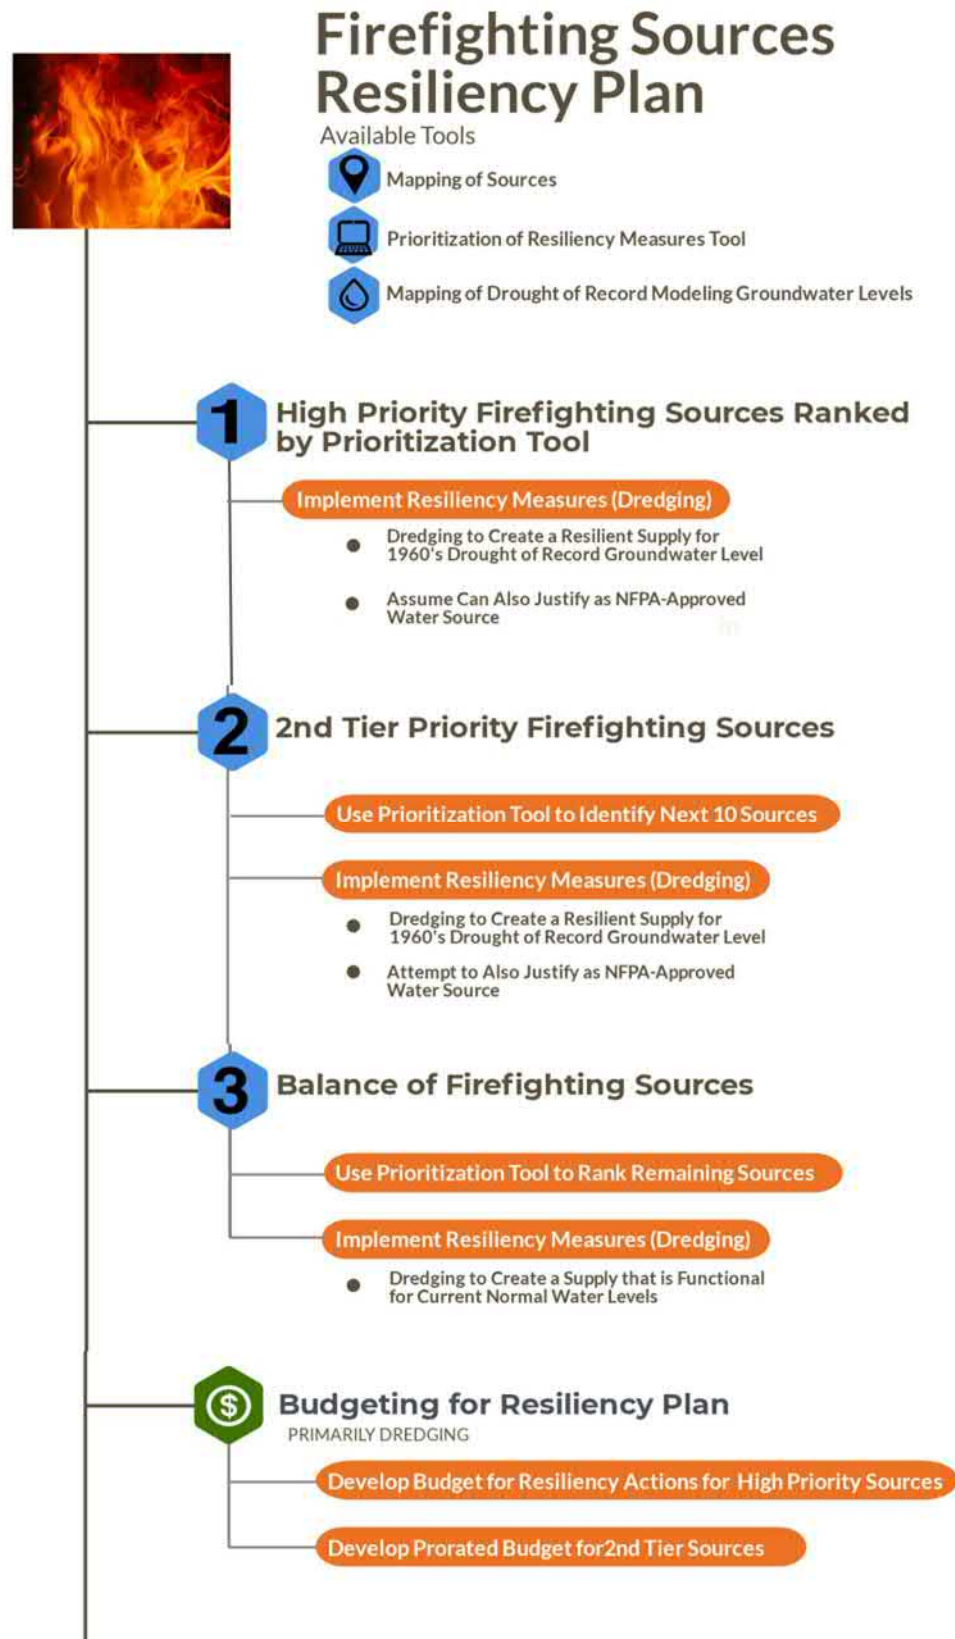 Firefighting Sources
Resiliency Plan
Available Tools
Mapping of Sources
Prioritization of Resiliency Measures Tool
Mapping of Drought of Record Modeling Groundwater Levels
1
High Priority Firefighting Sources Ranked
by Prioritization Tool
Implement Resiliency Measures (Dredging)
Dredging to Create a Resilient Supply for
1960's Drought of Record Groundwater Level
Assume Can Also Justify as NFPA-Approved
Water Source
2
2nd Tier Priority Firefighting Sources
Use Prioritization Tool to Identify Next 10 Sources
Implement Resiliency Measures (Dredging)
Dredging to Create a Resilient Supply for
1960's Drought of Record Groundwater Level
Attempt to Also Justify as NFPA-Approved
Water Source
3
Balance of Firefighting Sources
Use Prioritization Tool to Rank Remaining Sources
Implement Resiliency Measures (Dredging)
Dredging to Create a Supply that is Functional
for Current Normal Water Levels
$
Budgeting for Resiliency Plan
PRIMARILY DREDGING
Develop Budget for Resiliency Actions for High Priority Sources
Develop Prorated Budget for2nd Tier Sources